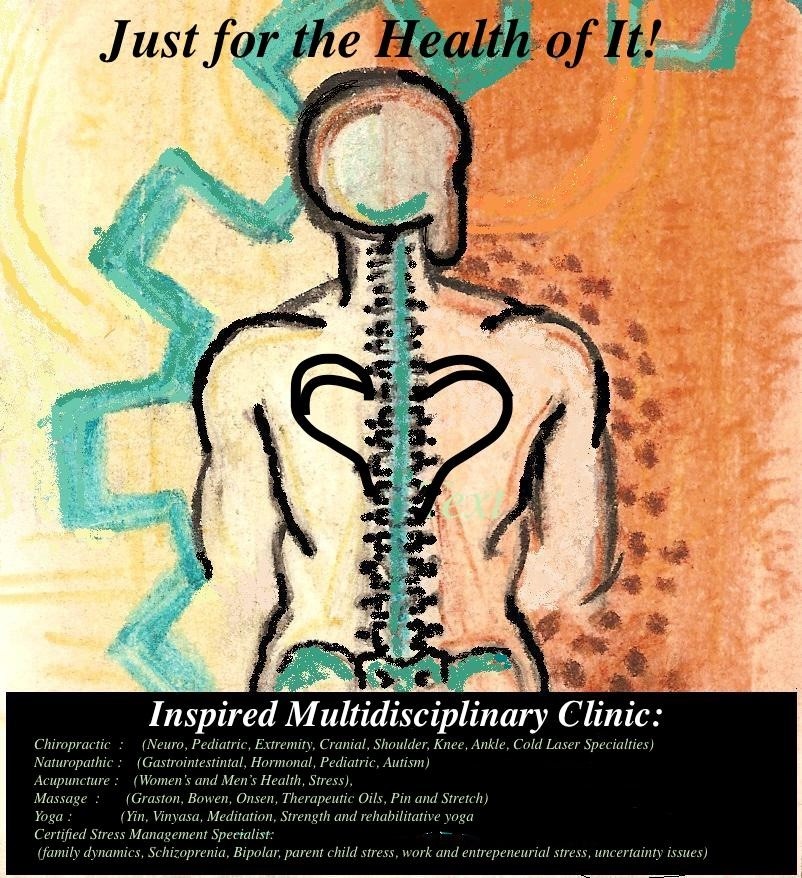 Just for the Health of It!
ext
Inspired Multidisciplinary Clinic:
Chiropractic : (Neuro, Pediatric, Extremity, Cranial, Shoulder, Knee, Ankle, Cold Laser Specialties)
Naturopathic : (Gastrointestintal, Hormonal, Pediatric, Autism)
Acupuncture : (Women's and Men's Health, Stress),
Massage : (Graston, Bowen, Onsen, Therapeutic Oils, Pin and Stretch)
Yoga : (Yin, Vinyasa, Meditation, Strength and rehabilitative yoga
Certified Stress Management Specialist:
(family dynamics, Schizoprenia, Bipolar, parent child stress, work and entrepeneurial stress, uncertainty issues)